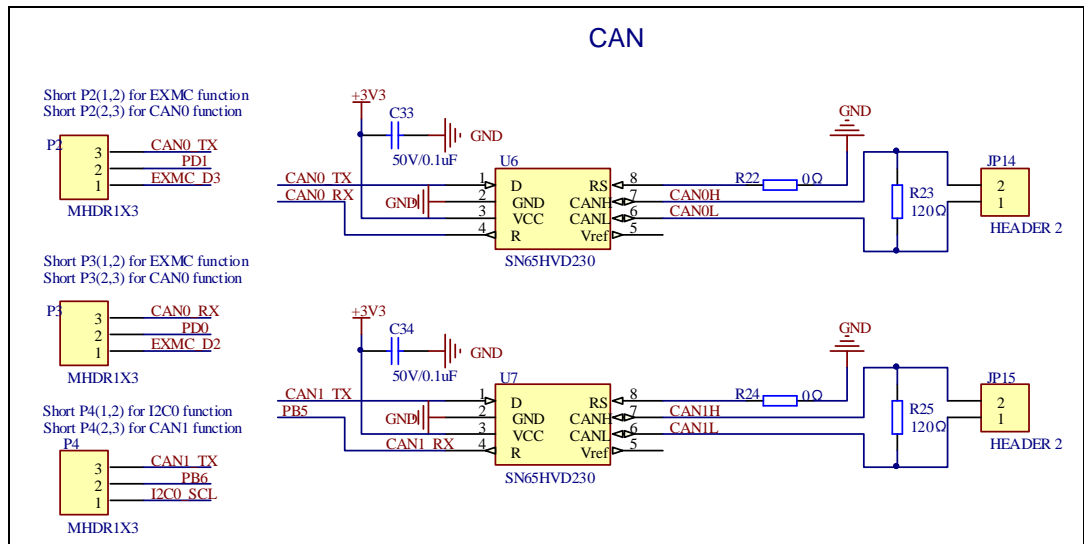 CAN
Short P2(1,2) for EXMC function
Short P2(2,3) for CAN0 function
P2
3 CAN0_TX
2 PD1
1 EXMC_D3
MHDR1X3
Short P3(1,2) for EXMC function
Short P3(2,3) for CAN0 function
P3
3 CAN0_RX
2 PD0
1 EXMC_D2
MHDR1X3
Short P4(1,2) for I2C0 function
Short P4(2,3) for CAN1 function
P4
3 CAN1_TX
2 PB6
1 I2C0_SCL
MHDR1X3
+3V3
C33
GND
50V/0.1uF
U6
CAN0_TX 1 D RS 8 R22 0Ω
GND
CAN0_RX GND 2 GND CANH 7 CAN0H
3 VCC CANL 6 CAN0L
4 R Vref 5
SN65HVD230
R23
120Ω
JP14
2
1
HEADER 2
+3V3
C34
GND
50V/0.1uF
U7
CAN1_TX 1 D RS 8 R24 0Ω
GND
PB5 GND 2 GND CANH 7 CAN1H
3 VCC CANL 6 CAN1L
CAN1_RX 4 R Vref 5
SN65HVD230
R25
120Ω
JP15
2
1
HEADER 2